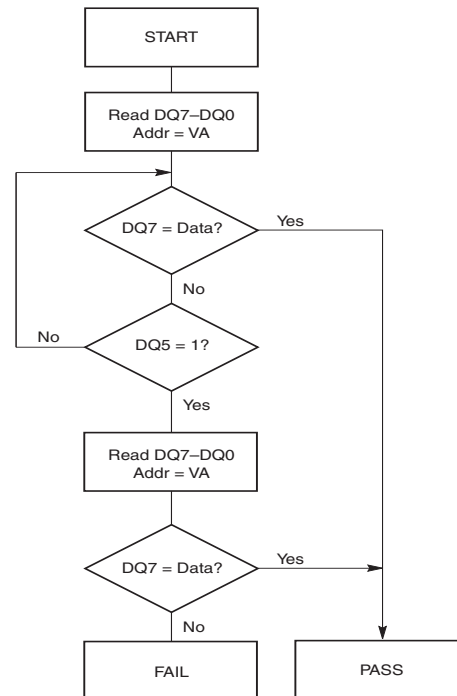 START
Read DQ7–DQ0
Addr = VA
DQ7 = Data?
Yes
No
No
DQ5 = 1?
Yes
Read DQ7–DQ0
Addr = VA
DQ7 = Data?
Yes
No
FAIL
PASS